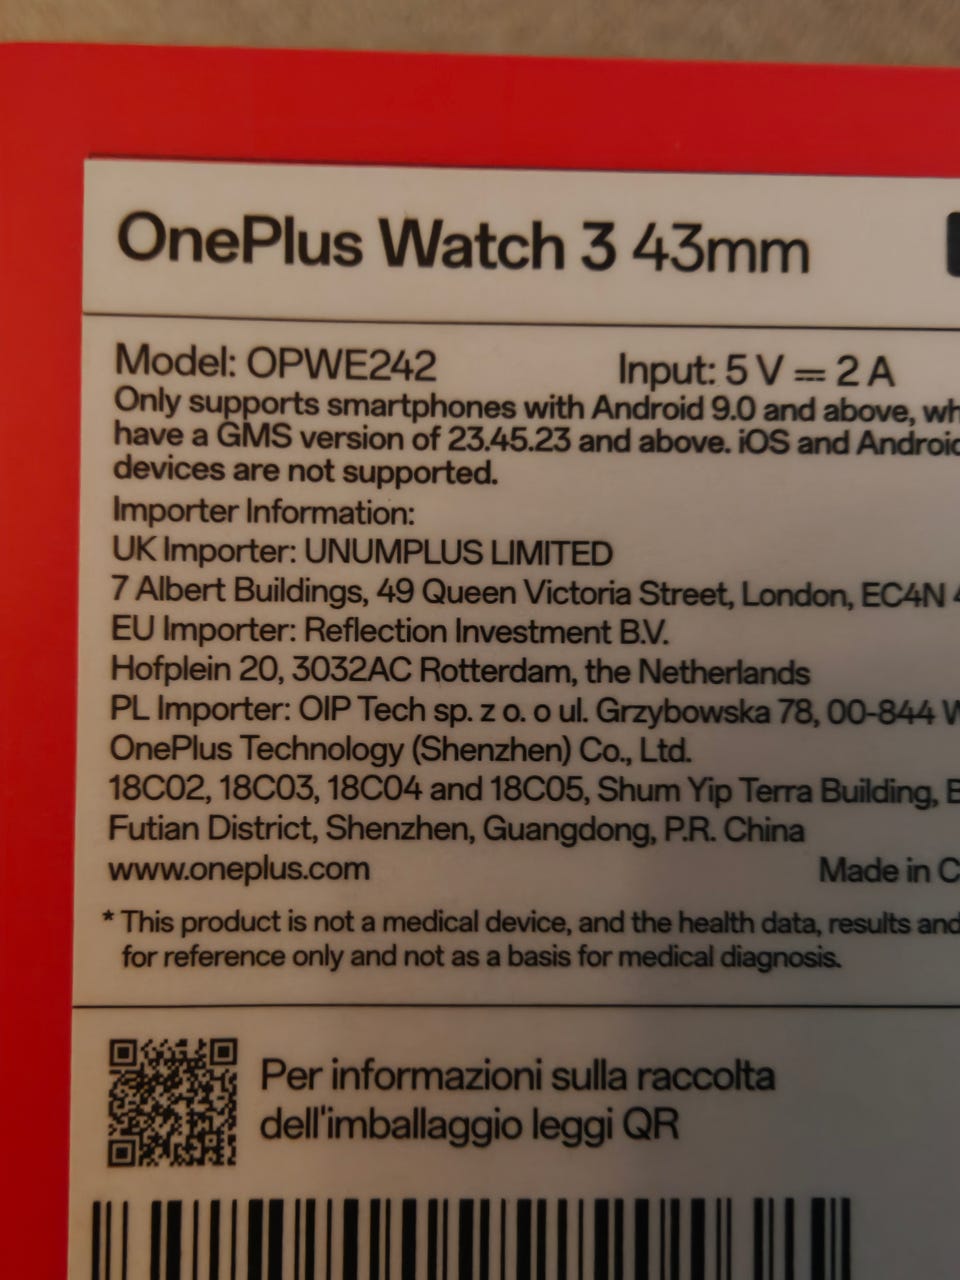 OnePlus Watch 3 43mm
Model: OPWE242 Input: 5 V ⎓ 2 A
Only supports smartphones with Android 9.0 and above,
have a GMS version of 23.45.23 and above. iOS and
devices are not supported.
Importer Information:
UK Importer: UNUMPLUS LIMITED
7 Albert Buildings, 49 Queen Victoria Street, London, EC4N
EU Importer: Reflection Investment B.V.
Hofplein 20, 3032AC Rotterdam, the Netherlands
PL Importer: OIP Tech sp. z o. o ul. Grzybowska 78, 00-844
OnePlus Technology (Shenzhen) Co., Ltd.
18C02, 18C03, 18C04 and 18C05, Shum Yip Terra Building,
Futian District, Shenzhen, Guangdong, P.R. China
www.oneplus.com Made in
* This product is not a medical device, and the health data, results and
for reference only and not as a basis for medical diagnosis.
Per informazioni sulla raccolta
dell'imballaggio leggi QR